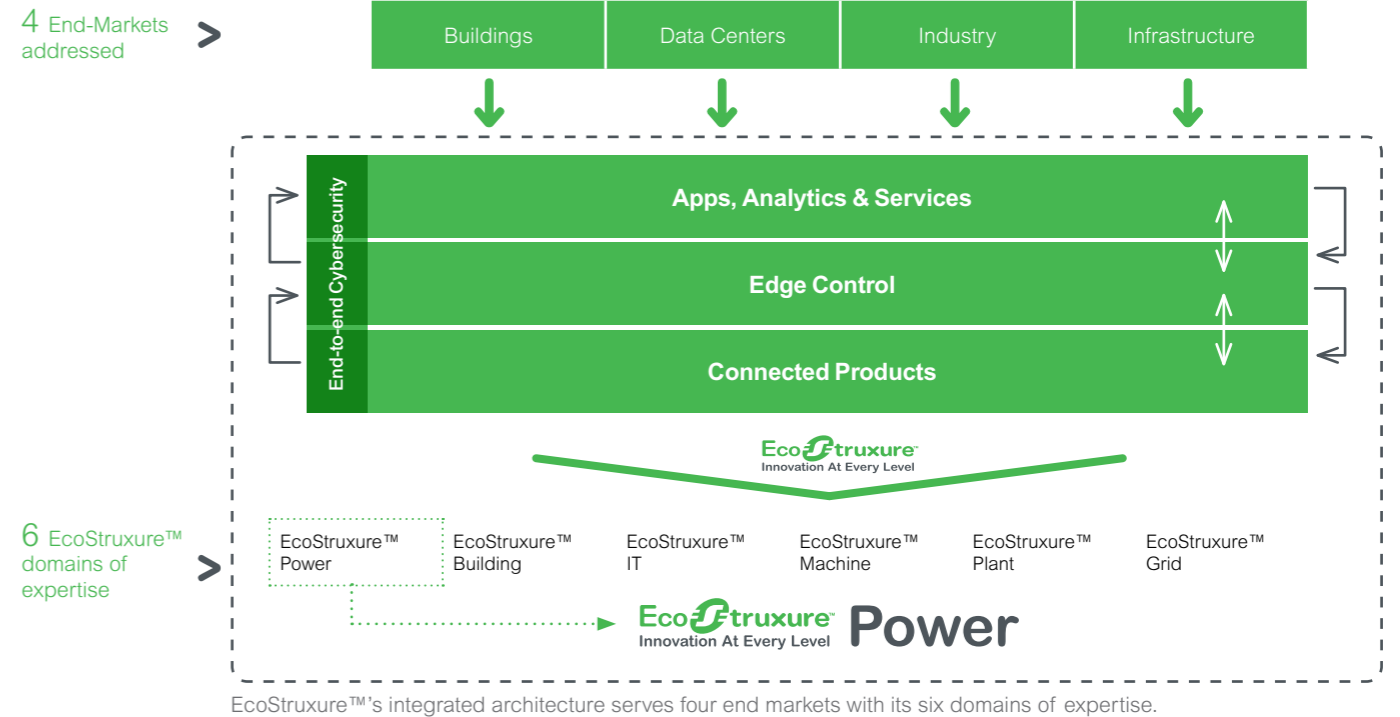 4 End-Markets
addressed
>
Buildings
Data Centers
Industry
Infrastructure
End-to-end Cybersecurity
Apps, Analytics & Services
Edge Control
Connected Products
EcoStruxure™
Innovation At Every Level
6 EcoStruxure™
domains of
expertise
>
EcoStruxure™
Power
EcoStruxure™
Building
EcoStruxure™
IT
EcoStruxure™
Machine
EcoStruxure™
Plant
EcoStruxure™
Grid
EcoStruxure™ Power
Innovation At Every Level
EcoStruxure™'s integrated architecture serves four end markets with its six domains of expertise.